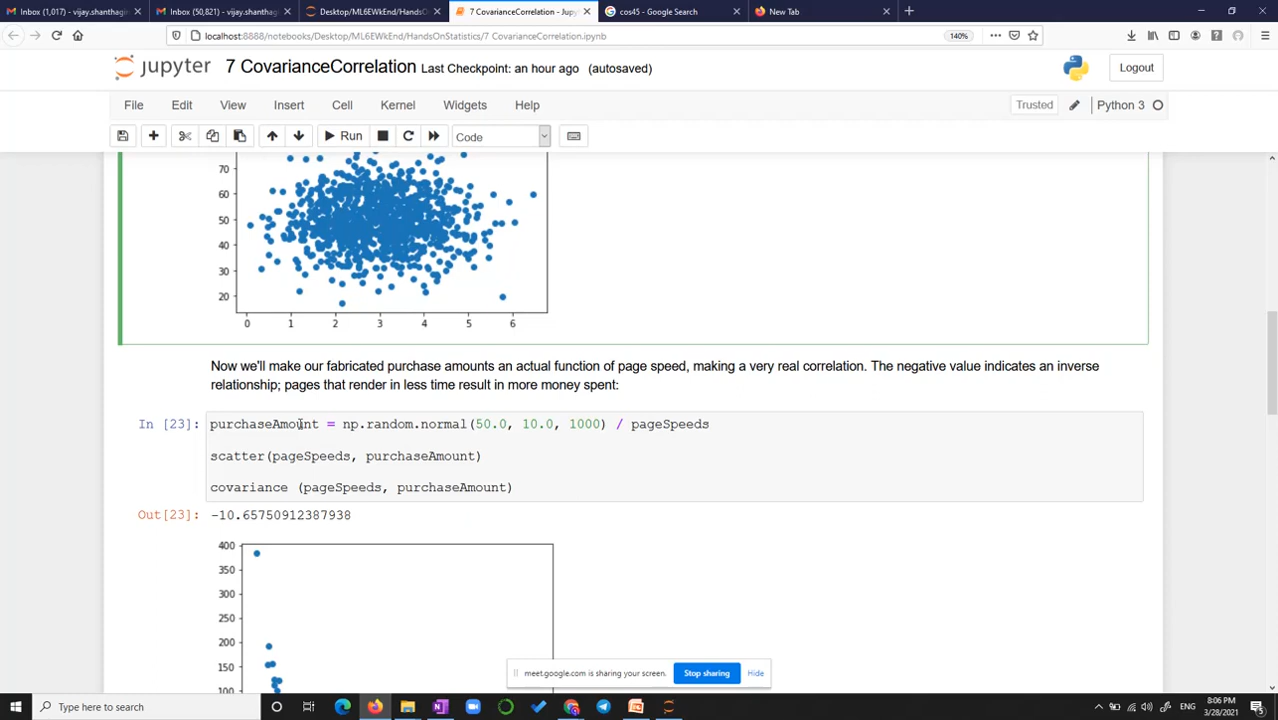 Inbox (1,017) - vijay.shanthagiri
Inbox (50,821) - vijay.shanthag
Desktop/ML6EWkEnd/HandsOnS
7 CovarianceCorrelation - Jupyt
cos45 - Google Search
New Tab
localhost:8888/notebooks/Desktop/ML6EWkEnd/HandsOnStatistics/7 CovarianceCorrelation.ipynb
140%
jupyter
7 CovarianceCorrelation Last Checkpoint: an hour ago (autosaved)
Logout
File Edit View Insert Cell Kernel Widgets Help
Trusted
Python 3
Run
Code
70
60
50
40
30
20
0 1 2 3 4 5 6
Now we'll make our fabricated purchase amounts an actual function of page speed, making a very real correlation. The negative value indicates an inverse
relationship; pages that render in less time result in more money spent:
In [23]: purchaseAmount = np.random.normal(50.0, 10.0, 1000) / pageSpeeds
scatter(pageSpeeds, purchaseAmount)
covariance (pageSpeeds, purchaseAmount)
Out[23]: -10.65750912387938
400
350
300
250
200
150
100
meet.google.com is sharing your screen.
Stop sharing
Hide
Type here to search
8:06 PM
3/28/2021